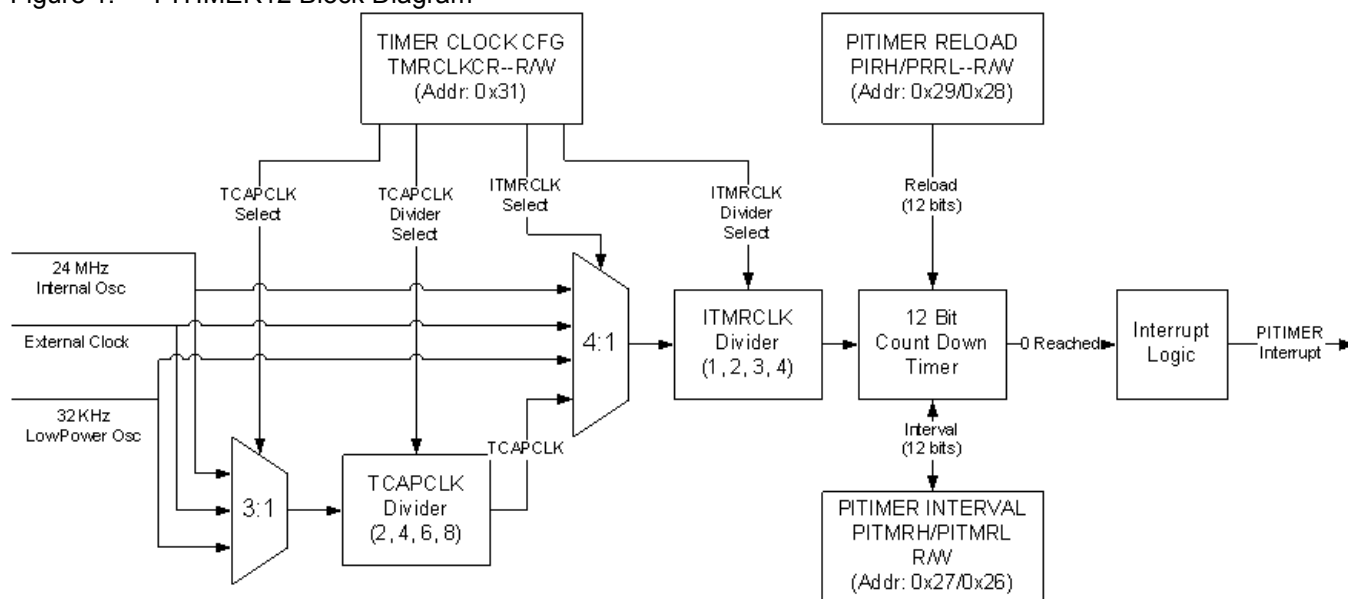 Figure 1. PITIMER12 Block Diagram
TIMER CLOCK CFG
TMRCLKCR--R/W
(Addr: 0x31)
PITIMER RELOAD
PIRH/PRRL--R/W
(Addr: 0x29/0x28)
TCAPCLK
Select
TCAPCLK
Divider
Select
ITMRCLK
Select
ITMRCLK
Divider
Select
Reload
(12 bits)
24 MHz
Internal Osc
External Clock
32 KHz
LowPower Osc
4:1
ITMRCLK
Divider
(1, 2, 3, 4)
12 Bit
Count Down
Timer
0 Reached
Interrupt
Logic
PITIMER
Interrupt
3:1
TCAPCLK
Divider
(2, 4, 6, 8)
TCAPCLK
Interval
(12 bits)
PITIMER INTERVAL
PITMRH/PITMRL
R/W
(Addr: 0x27/0x26)